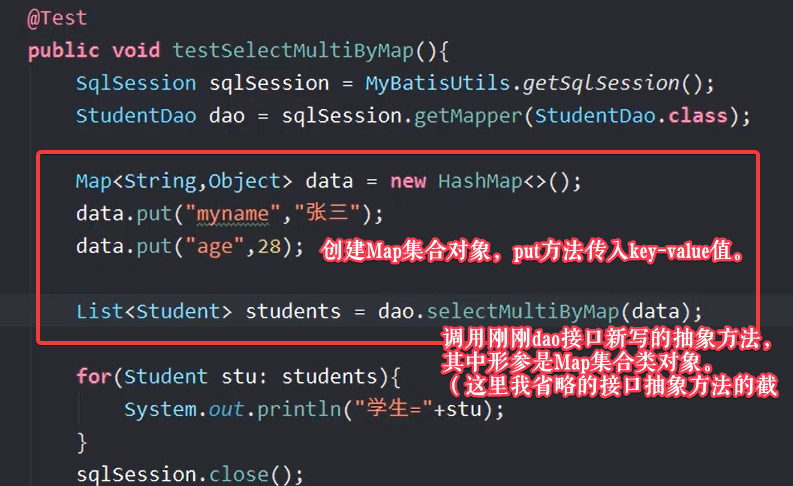 @Test
public void testSelectMultiByMap(){
SqlSession sqlSession = MyBatisUtils.getSqlSession();
StudentDao dao = sqlSession.getMapper(StudentDao.class);
Map<String,Object> data = new HashMap<>();
data.put("myname","张三");
data.put("age",28);
创建Map集合对象，put方法传入key-value值。
List<Student> students = dao.selectMultiByMap(data);
调用刚刚dao接口新写的抽象方法，
其中形参是Map集合类对象。
（这里我省略的接口抽象方法的截
for(Student stu: students){
System.out.println("学生="+stu);
}
sqlSession.close();